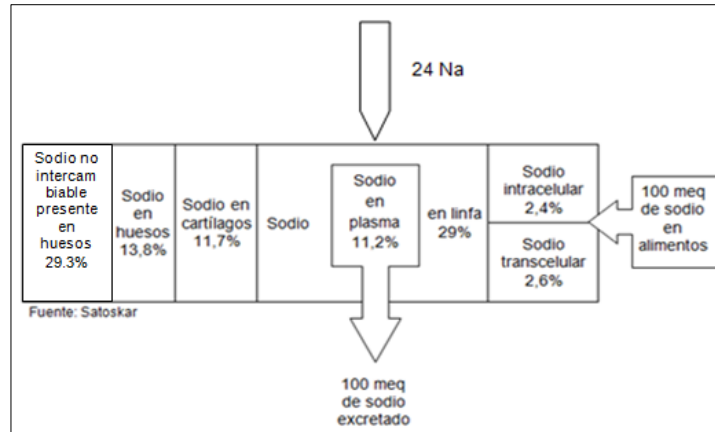 24 Na
Sodio no
intercam
biable
presente
en
huesos
29.3%
Sodio
en
huesos
13,8%
Sodio en
cartílagos
11,7%
Sodio
Sodio
en
plasma
11,2%
en linfa
29%
Sodio
intracelular
2,4%
Sodio
transcelular
2,6%
100 meq
de sodio
en
alimentos
Fuente: Satoskar
100 meq
de sodio
excretado